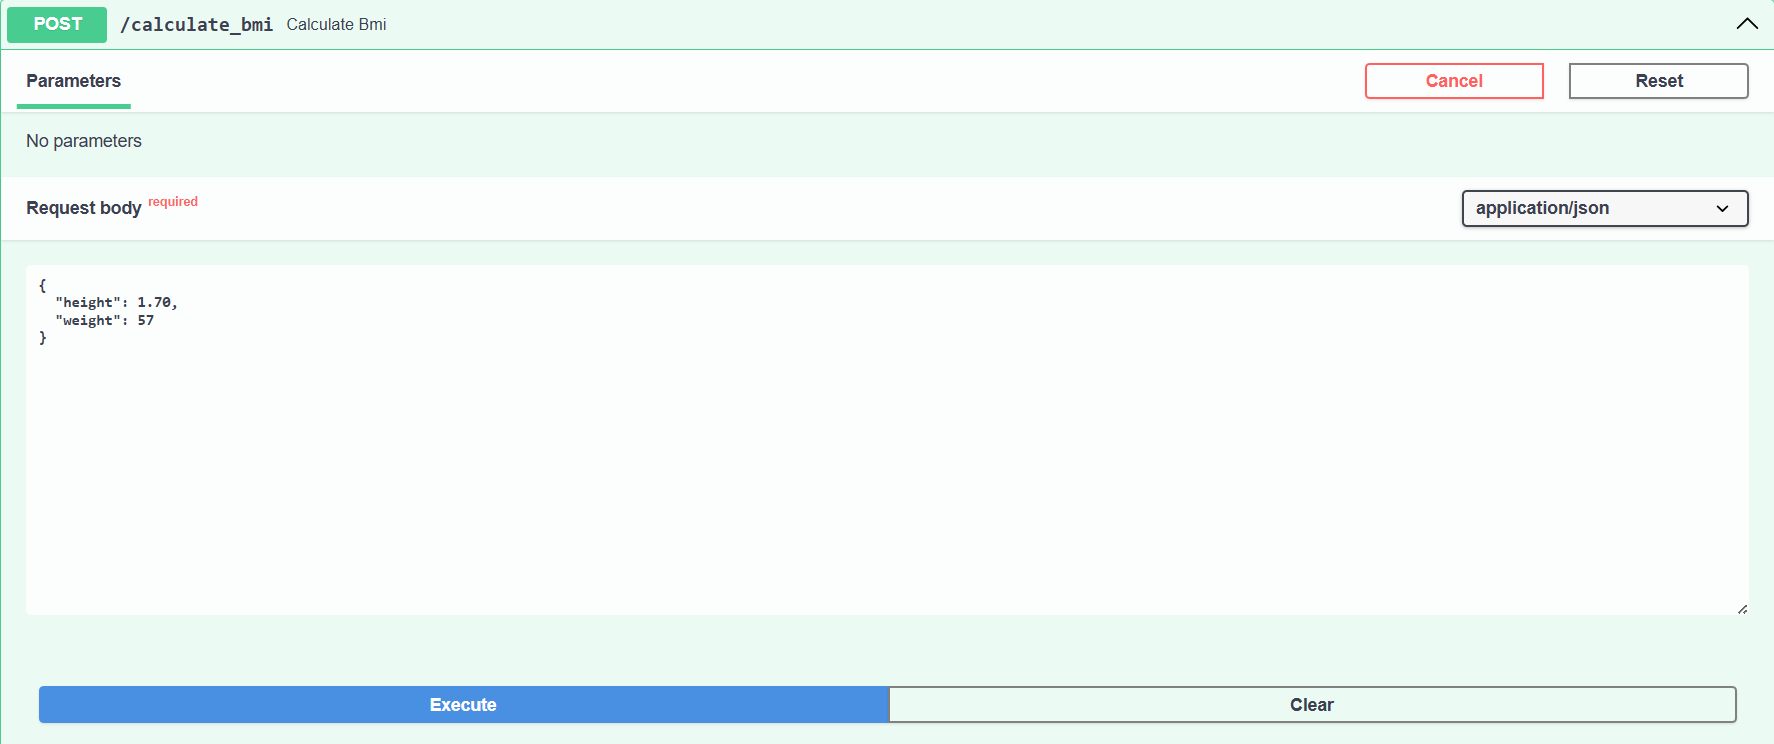 POST /calculate_bmi Calculate Bmi
Parameters
Cancel
Reset
No parameters
Request body required
application/json
{
  "height": 1.70,
  "weight": 57
}
Execute
Clear